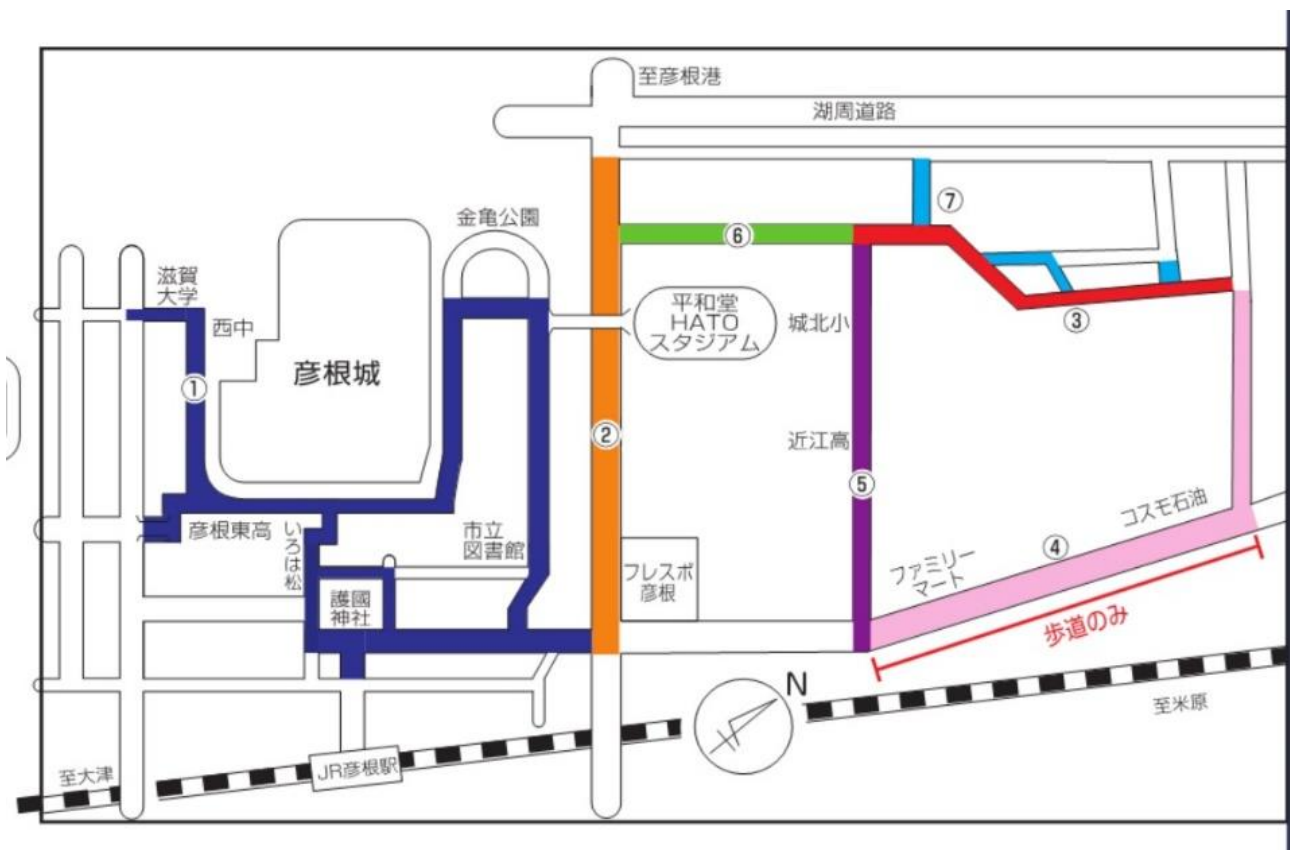 至彦根港
湖周道路
金亀公園
⑦
⑥
滋賀
大学
西中
平和堂
HATO
スタジアム
城北小
③
彦根城
①
②
近江高
⑤
コスモ石油
彦根東高
いろは松
市立
図書館
④
ファミリー
マート
フレスポ
彦根
護國
神社
歩道のみ
N
至米原
JR彦根駅
至大津